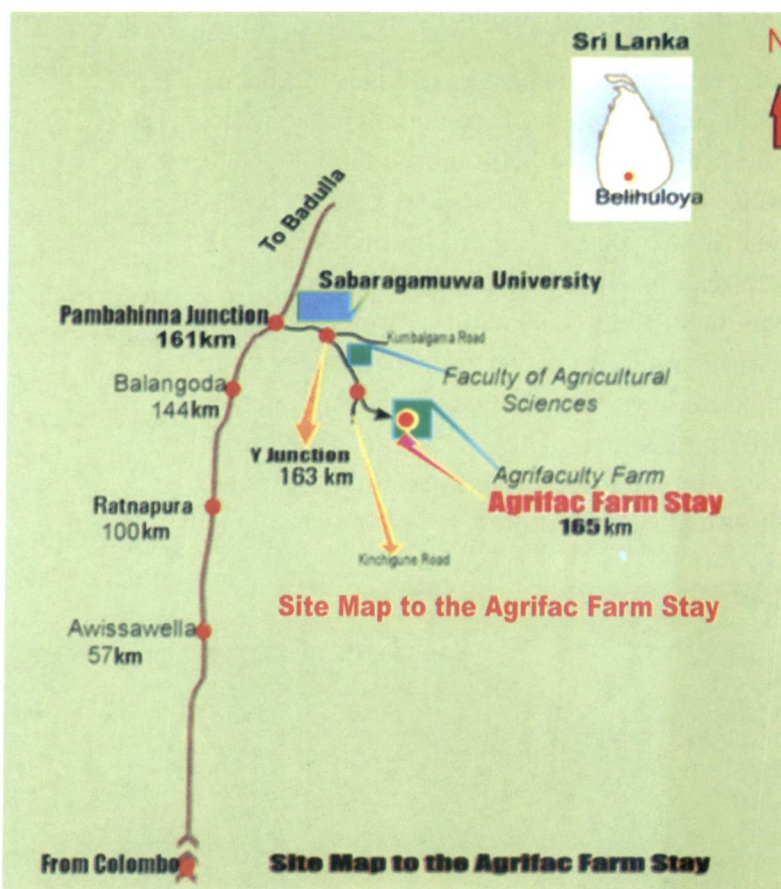 Sri Lanka
N
Belihuloya
To Badulla
Sabaragamuwa University
Pambahinna Junction
161km
Kumbalgama Road
Balangoda
144km
Faculty of Agricultural
Sciences
Y Junction
163 km
Agrifaculty Farm
Agrifac Farm Stay
165 km
Ratnapura
100km
Kinchigune Road
Site Map to the Agrifac Farm Stay
Awissawella
57km
From Colombo
Site Map to the Agrifac Farm Stay